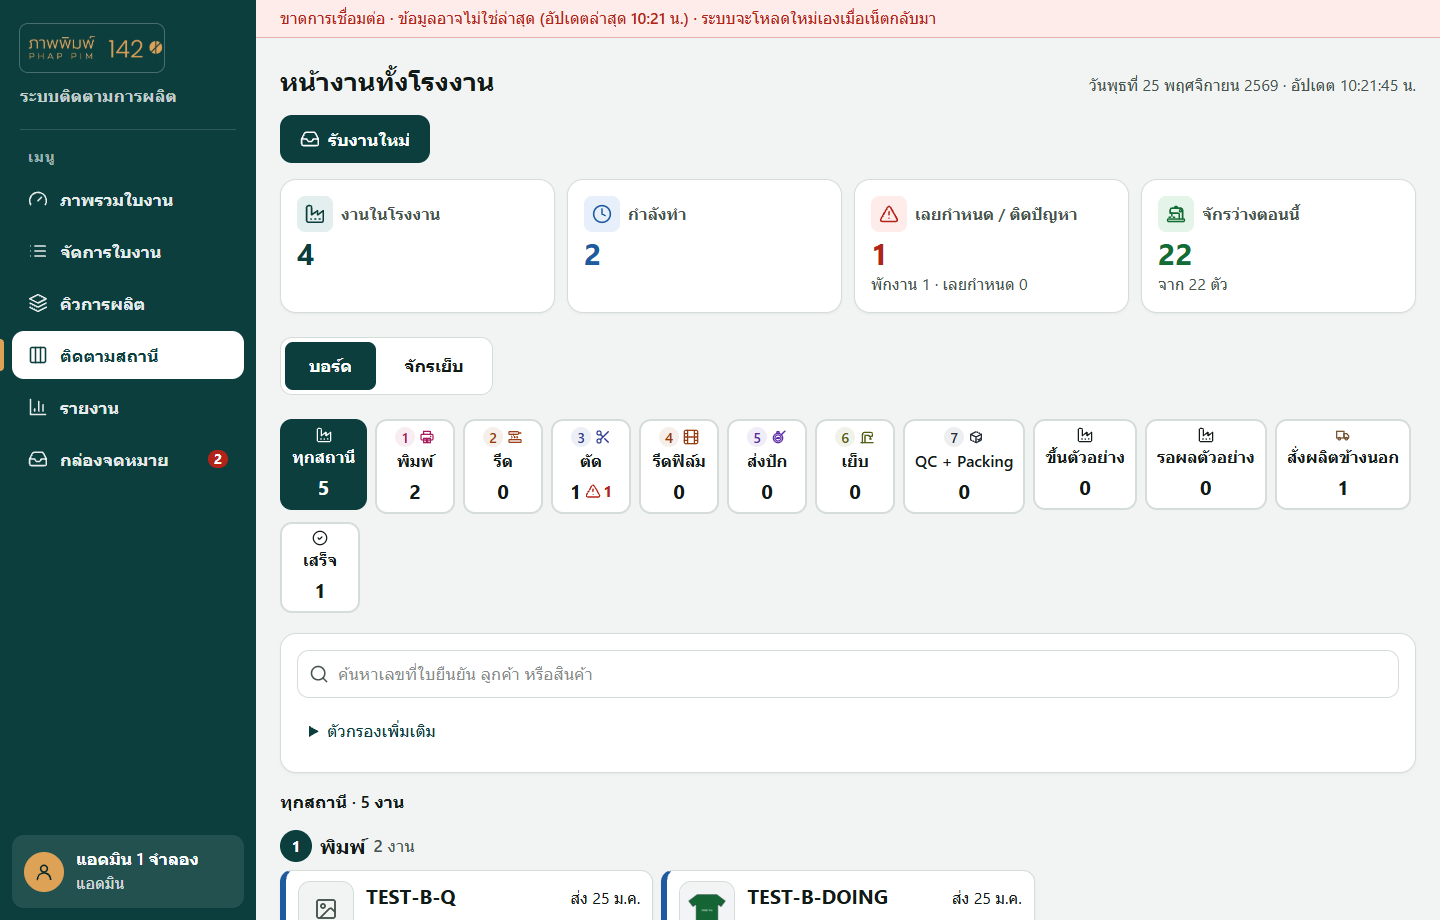 ขาดการเชื่อมต่อ · ข้อมูลอาจไม่ใช่ล่าสุด (อัปเดตล่าสุด 10:21 น.) · ระบบจะโหลดใหม่เองเมื่อเน็ตกลับมา
ภาพพิมพ์ 142
PHAP PIM
ระบบติดตามการผลิต
เมนู
ภาพรวมใบงาน
จัดการใบงาน
คิวการผลิต
ติดตามสถานี
รายงาน
กล่องจดหมาย 2
แอดมิน 1 จำลอง
แอดมิน
หน้างานทั้งโรงงาน
วันพุธที่ 25 พฤศจิกายน 2569 · อัปเดต 10:21:45 น.
รับงานใหม่
งานในโรงงาน
4
กำลังทำ
2
เลยกำหนด / ติดปัญหา
1
พักงาน 1 · เลยกำหนด 0
จักรว่างตอนนี้
22
จาก 22 ตัว
บอร์ด
จักรเย็บ
ทุกสถานี
5
1
พิมพ์
2
2
รีด
0
3
ตัด
1 1
4
รีดฟิล์ม
0
5
ส่งปัก
0
6
เย็บ
0
7
QC + Packing
0
ขึ้นตัวอย่าง
0
รอผลตัวอย่าง
0
สั่งผลิตข้างนอก
1
เสร็จ
1
ค้นหาเลขที่ใบยืนยัน ลูกค้า หรือสินค้า
ตัวกรองเพิ่มเติม
ทุกสถานี · 5 งาน
1 พิมพ์ 2 งาน
TEST-B-Q ส่ง 25 ม.ค.
TEST-B-DOING ส่ง 25 ม.ค.